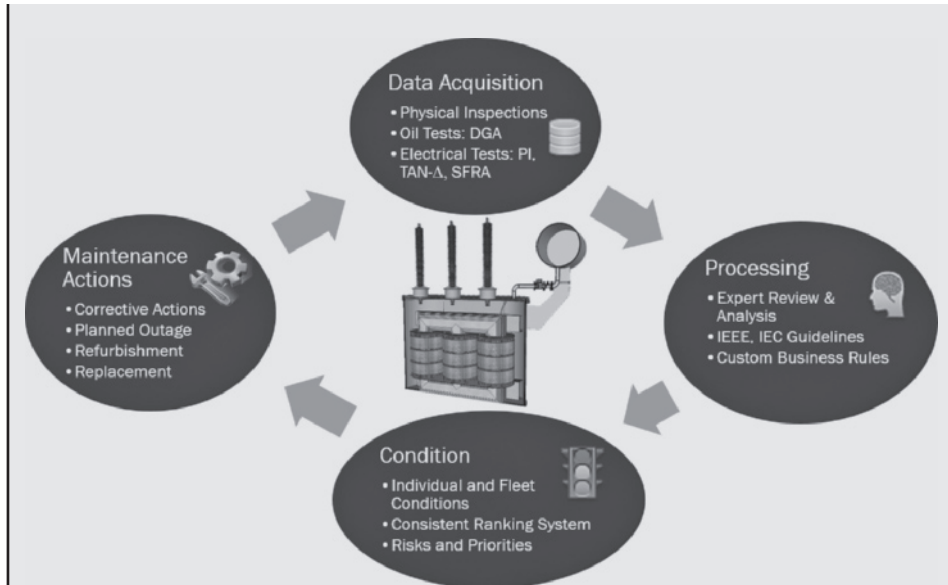 Data Acquisition
• Physical Inspections
• Oil Tests: DGA
• Electrical Tests: PI,
TAN-Δ, SFRA
Processing
• Expert Review &
Analysis
• IEEE, IEC Guidelines
• Custom Business Rules
Condition
• Individual and Fleet
Conditions
• Consistent Ranking System
• Risks and Priorities
Maintenance
Actions
• Corrective Actions
• Planned Outage
• Refurbishment
• Replacement